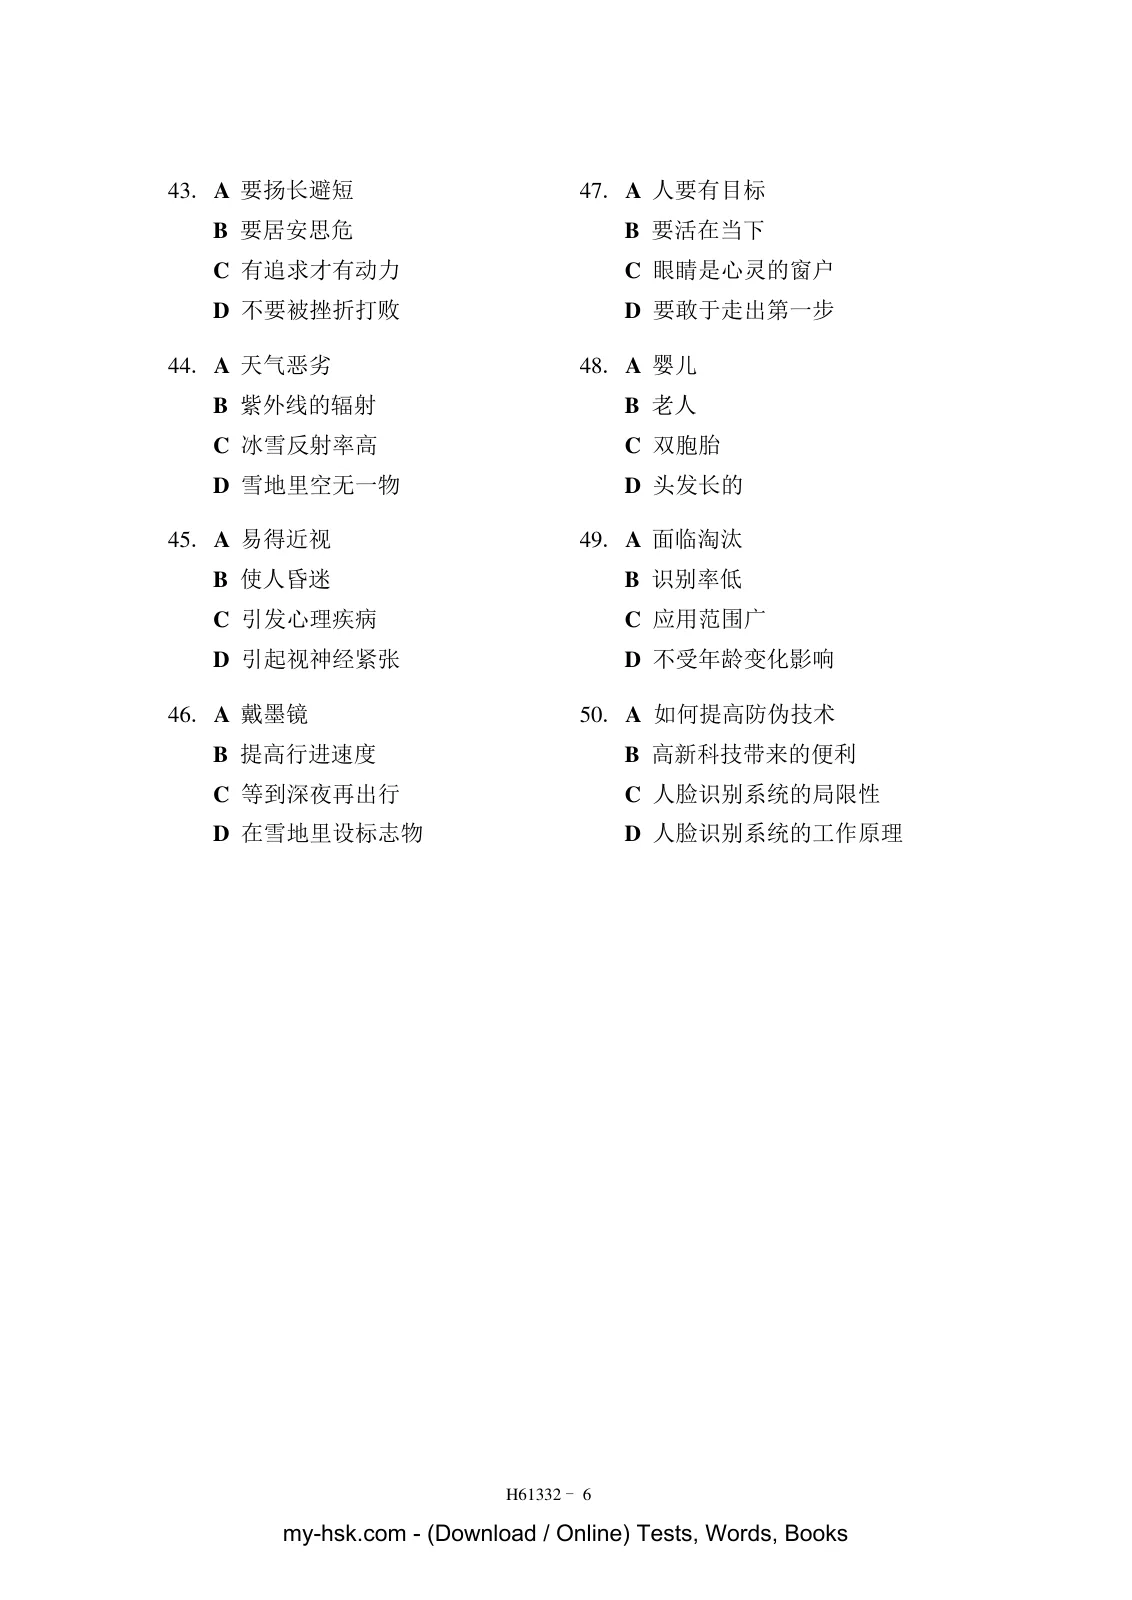 43. A 要扬长避短
B 要居安思危
C 有追求才有动力
D 不要被挫折打败
44. A 天气恶劣
B 紫外线的辐射
C 冰雪反射率高
D 雪地里空无一物
45. A 易得近视
B 使人昏迷
C 引发心理疾病
D 引起视神经紧张
46. A 戴墨镜
B 提高行进速度
C 等到深夜再出行
D 在雪地里设标志物
47. A 人要有目标
B 要活在当下
C 眼睛是心灵的窗户
D 要敢于走出第一步
48. A 婴儿
B 老人
C 双胞胎
D 头发长的
49. A 面临淘汰
B 识别率低
C 应用范围广
D 不受年龄变化影响
50. A 如何提高防伪技术
B 高新科技带来的便利
C 人脸识别系统的局限性
D 人脸识别系统的工作原理
H61332﹣ 6
my-hsk.com - (Download / Online) Tests, Words, Books